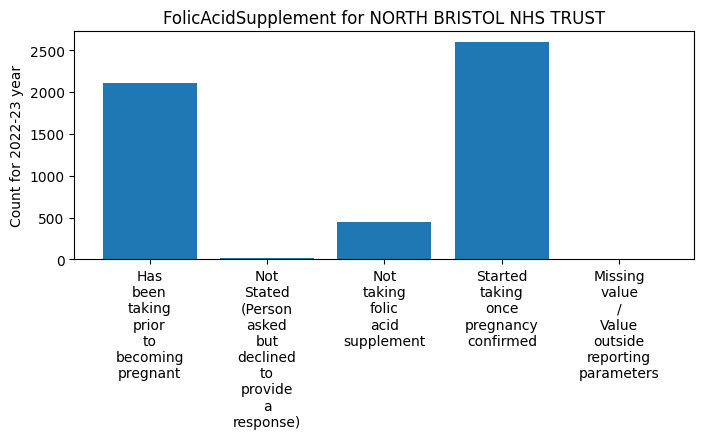 FolicAcidSupplement for NORTH BRISTOL NHS TRUST
Count for 2022-23 year
2500
2000
1500
1000
500
0
Has
been
taking
prior
to
becoming
pregnant
Not
Stated
(Person
asked
but
declined
to
provide
a
response)
Not
taking
folic
acid
supplement
Started
taking
once
pregnancy
confirmed
Missing
value
/
Value
outside
reporting
parameters